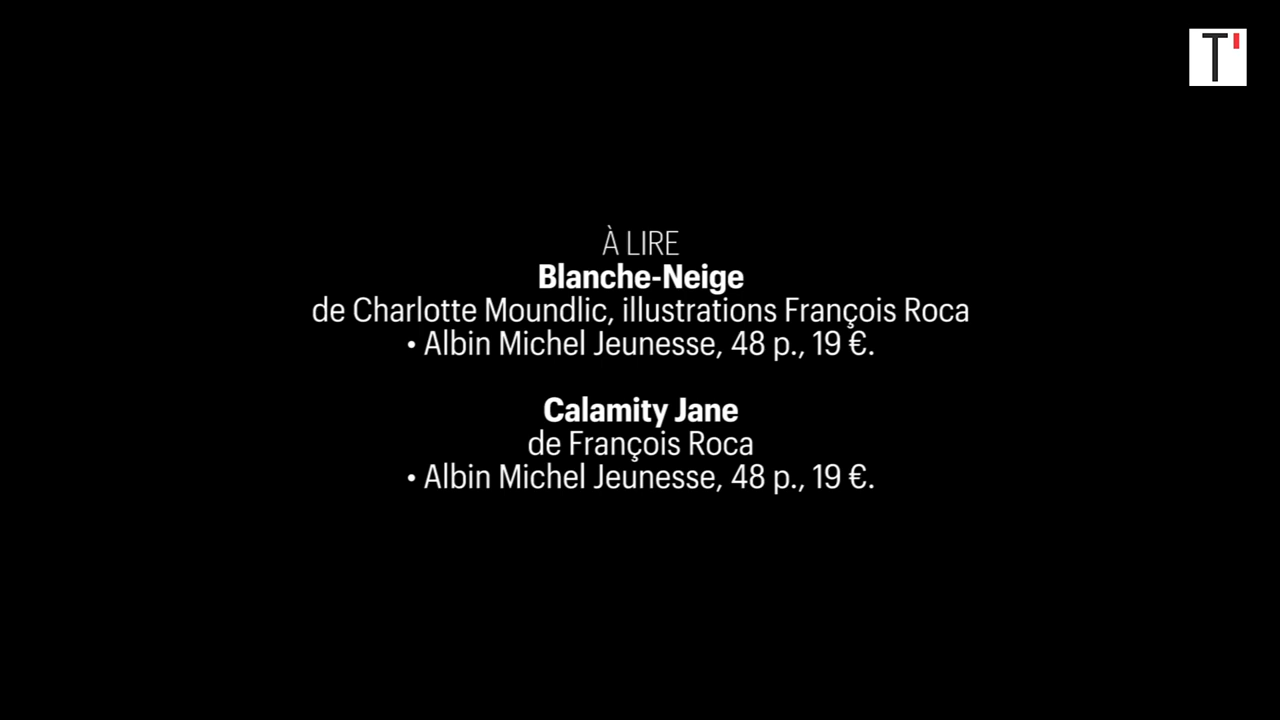 T'
À LIRE
Blanche-Neige
de Charlotte Moundlic, illustrations François Roca
• Albin Michel Jeunesse, 48 p., 19 €.
Calamity Jane
de François Roca
• Albin Michel Jeunesse, 48 p., 19 €.